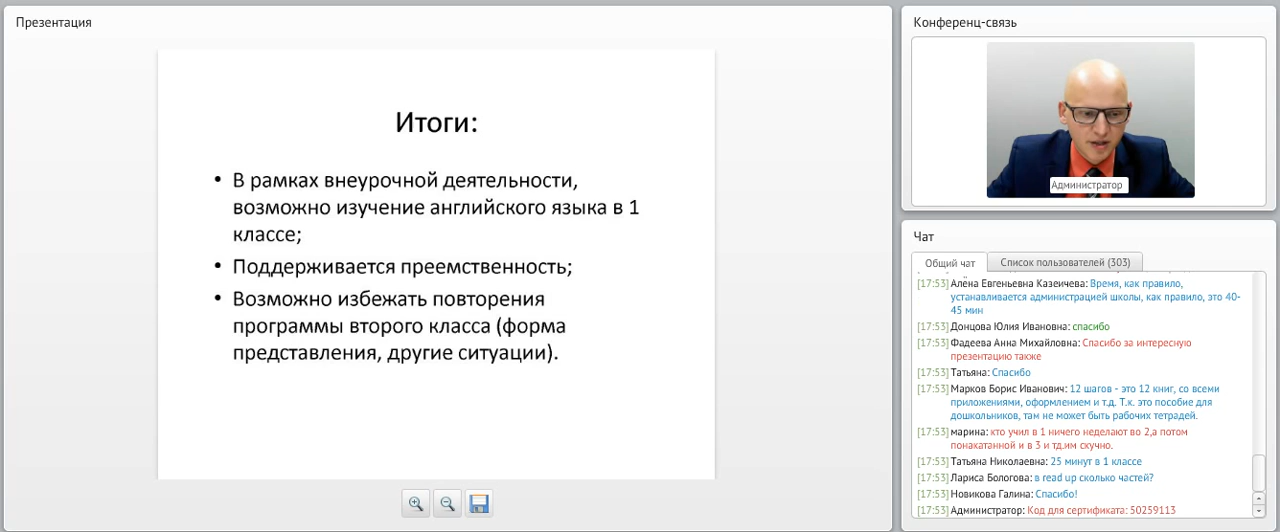 Презентация
Итоги:
• В рамках внеурочной деятельности,
возможно изучение английского языка в 1
классе;
• Поддерживается преемственность;
• Возможно избежать повторения
программы второго класса (форма
представления, другие ситуации).
Конференц-связь
Администратор
Чат
Общий чат
Список пользователей (303)
[17:53] Алёна Евгеньевна Казеичева: Время, как правило,
устанавливается администрацией школы, как правило, это 40-
45 мин
[17:53] Донцова Юлия Ивановна: спасибо
[17:53] Фадеева Анна Михайловна: Спасибо за интересную
презентацию также
[17:53] Татьяна: Спасибо
[17:53] Марков Борис Иванович: 12 шагов - это 12 книг, со всеми
приложениями, оформлением и т.д. Т.к. это пособие для
дошкольников, там не может быть рабочих тетрадей.
[17:53] марина: кто учил в 1 ничего неделают во 2,а потом
понакатанной и в 3 и тд.им скучно.
[17:53] Татьяна Николаевна: 25 минут в 1 классе
[17:53] Лариса Бологова: в read up сколько частей?
[17:53] Новикова Галина: Спасибо!
[17:53] Администратор: Код для сертификата: 50259113